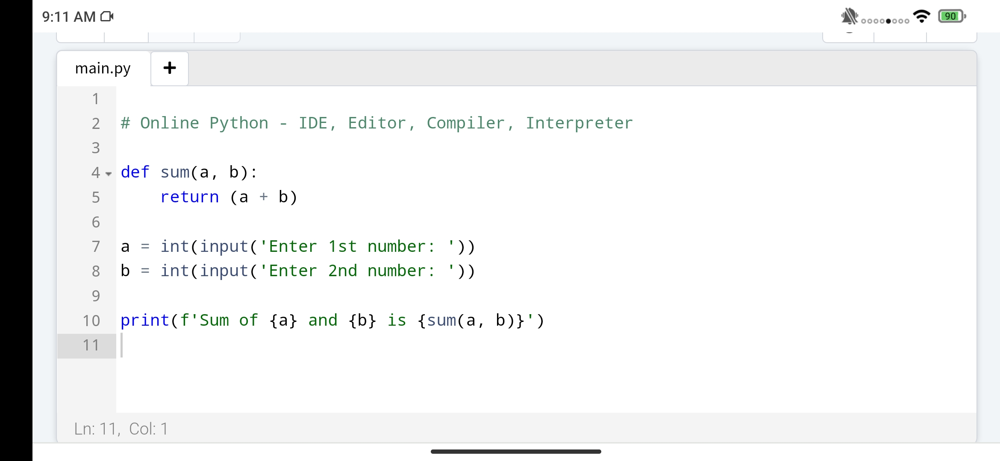 9:11 AM
90
main.py
+
1
2 # Online Python - IDE, Editor, Compiler, Interpreter
3
4 def sum(a, b):
5     return (a + b)
6
7 a = int(input('Enter 1st number: '))
8 b = int(input('Enter 2nd number: '))
9
10 print(f'Sum of {a} and {b} is {sum(a, b)}')
11
Ln: 11, Col: 1